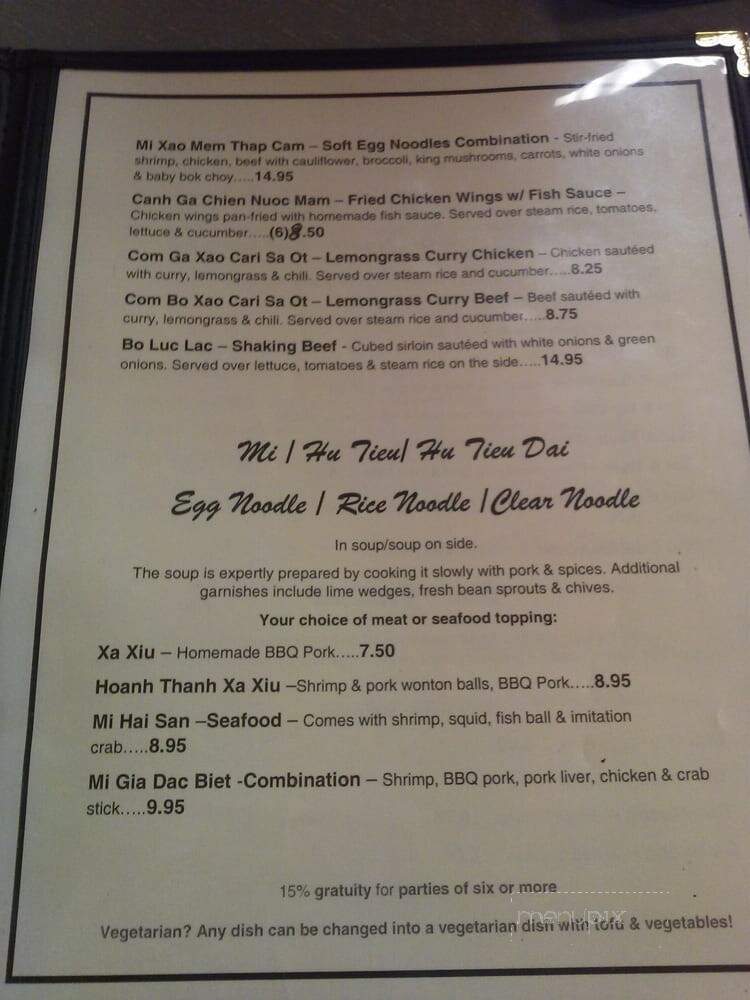 Mi Xao Mem Thap Cam – Soft Egg Noodles Combination - Stir-fried
shrimp, chicken, beef with cauliflower, broccoli, king mushrooms, carrots, white onions
& baby bok choy.....14.95
Canh Ga Chien Nuoc Mam – Fried Chicken Wings w/ Fish Sauce –
Chicken wings pan-fried with homemade fish sauce. Served over steam rice, tomatoes,
lettuce & cucumber.....(6)8.50
Com Ga Xao Cari Sa Ot – Lemongrass Curry Chicken – Chicken sautéed
with curry, lemongrass & chili. Served over steam rice and cucumber.....8.25
Com Bo Xao Cari Sa Ot – Lemongrass Curry Beef – Beef sautéed with
curry, lemongrass & chili. Served over steam rice and cucumber.....8.75
Bo Luc Lac – Shaking Beef - Cubed sirloin sautéed with white onions & green
onions. Served over lettuce, tomatoes & steam rice on the side.....14.95
Mi / Hu Tieu/ Hu Tieu Dai
Egg Noodle / Rice Noodle /Clear Noodle
In soup/soup on side.
The soup is expertly prepared by cooking it slowly with pork & spices. Additional
garnishes include lime wedges, fresh bean sprouts & chives.
Your choice of meat or seafood topping:
Xa Xiu – Homemade BBQ Pork.....7.50
Hoanh Thanh Xa Xiu –Shrimp & pork wonton balls, BBQ Pork.....8.95
Mi Hai San –Seafood – Comes with shrimp, squid, fish ball & imitation
crab.....8.95
Mi Gia Dac Biet -Combination – Shrimp, BBQ pork, pork liver, chicken & crab
stick.....9.95
15% gratuity for parties of six or more
menupix
Vegetarian? Any dish can be changed into a vegetarian dish with tofu & vegetables!